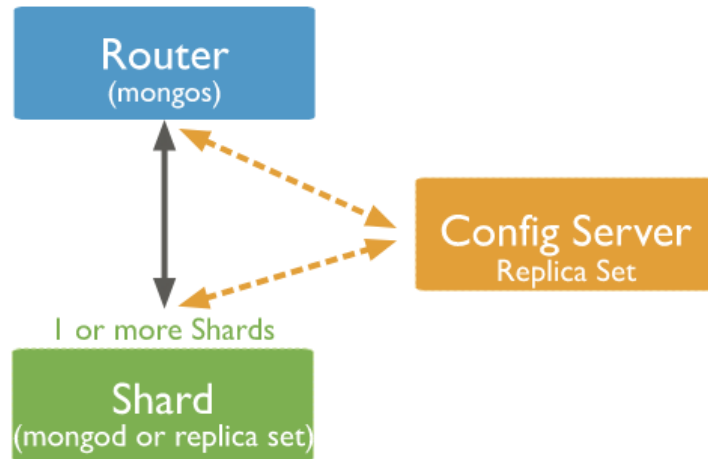 Router
(mongos)
Config Server
Replica Set
1 or more Shards
Shard
(mongod or replica set)